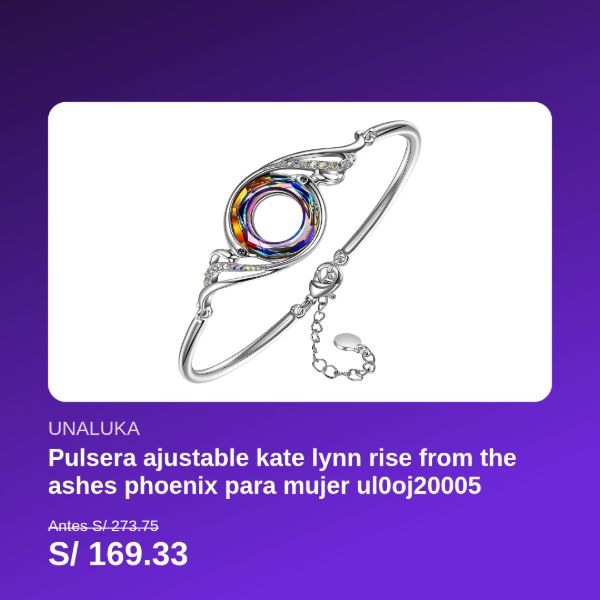 UNALUKA
Pulsera ajustable kate lynn rise from the
ashes phoenix para mujer ul0oj20005
Antes S/ 273.75
S/ 169.33